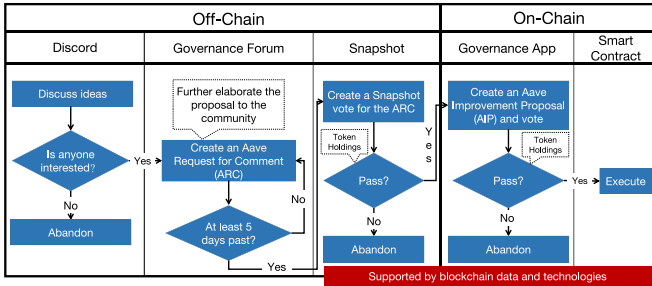 Off-Chain
On-Chain
Discord
Governance Forum
Snapshot
Governance App
Smart
Contract
Discuss ideas
Is anyone
interested?
Yes
No
Abandon
Further elaborate the
proposal to the
community
Create an Aave
Request for Comment
(ARC)
No
At least 5
days past?
Yes
Create a Snapshot
vote for the ARC
Token
Holdings
Pass?
Yes
No
Abandon
Create an Aave
Improvement Proposal
(AIP) and vote
Token
Holdings
Pass?
Yes
No
Abandon
Execute
Supported by blockchain data and technologies